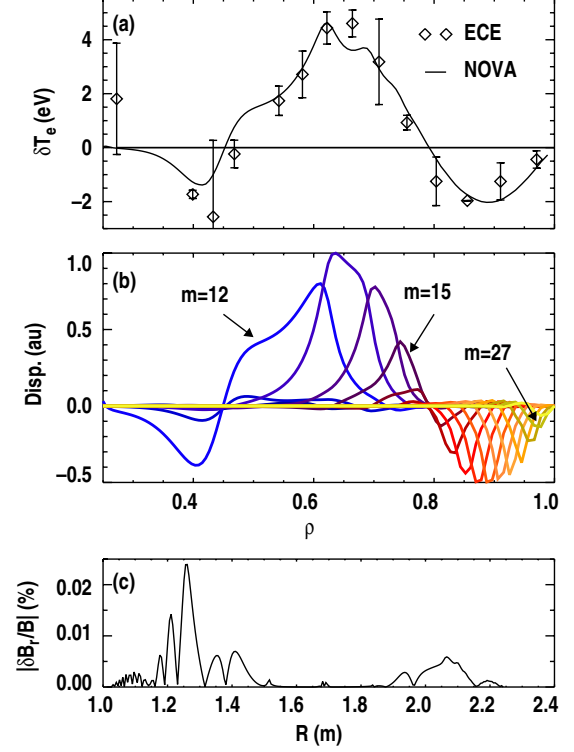 (a)
ECE
NOVA
4
2
0
−2
δT_e (eV)
(b)
m=12
m=15
m=27
1.0
0.5
0.0
−0.5
Disp. (au)
0.4 0.6 0.8 1.0
ρ
(c)
0.02
0.01
0.00
|δB_r/B| (%)
1.0 1.2 1.4 1.6 1.8 2.0 2.2 2.4
R (m)